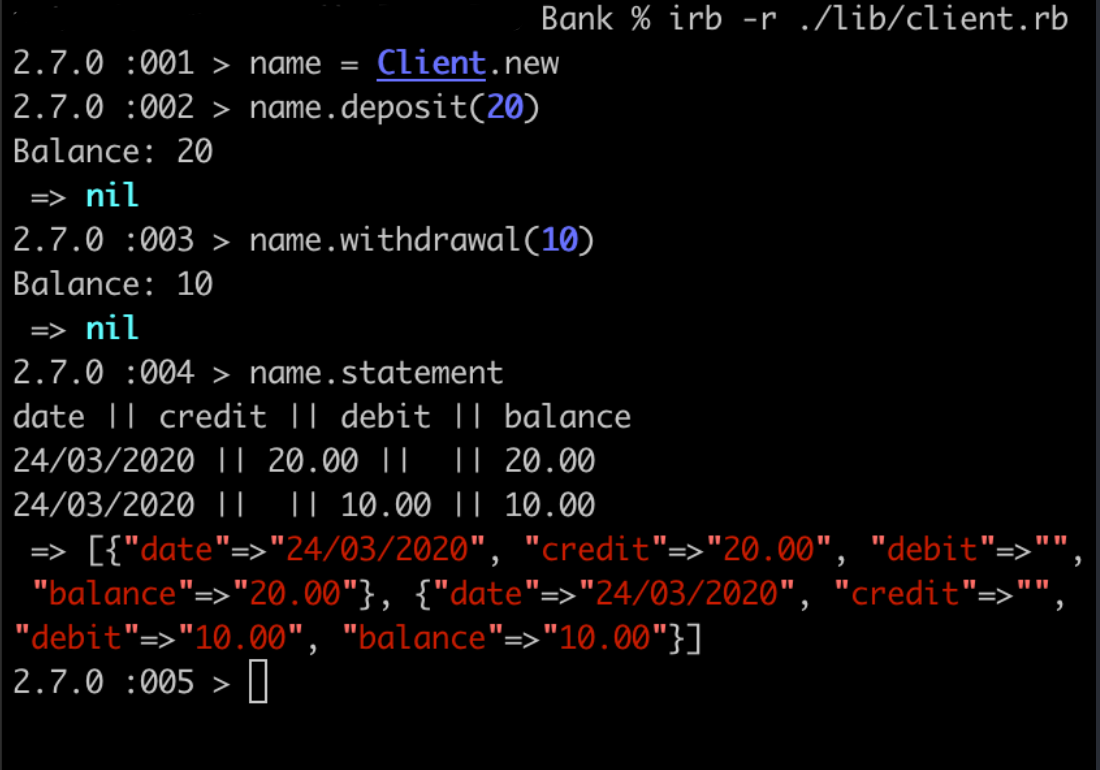 Bank % irb -r ./lib/client.rb
2.7.0 :001 > name = Client.new
2.7.0 :002 > name.deposit(20)
Balance: 20
 => nil
2.7.0 :003 > name.withdrawal(10)
Balance: 10
 => nil
2.7.0 :004 > name.statement
date || credit || debit || balance
24/03/2020 || 20.00 ||  || 20.00
24/03/2020 ||  || 10.00 || 10.00
 => [{"date"=>"24/03/2020", "credit"=>"20.00", "debit"=>"",
 "balance"=>"20.00"}, {"date"=>"24/03/2020", "credit"=>"",
"debit"=>"10.00", "balance"=>"10.00"}]
2.7.0 :005 >